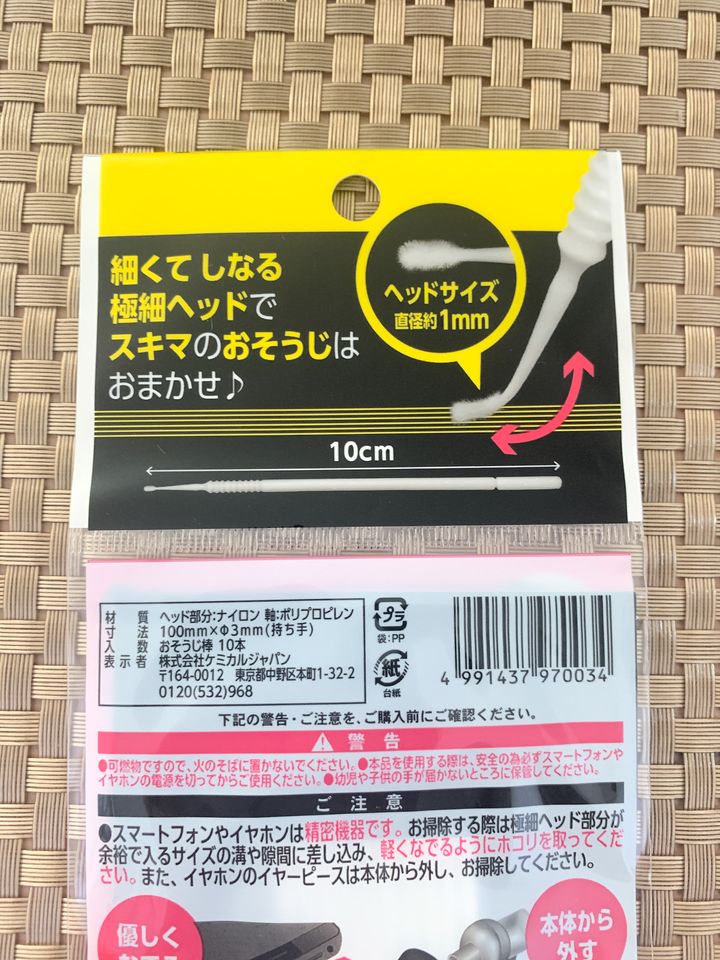 細くて しなる
極細ヘッドで
スキマのおそうじは
おまかせ♪
ヘッドサイズ
直径約1mm
10cm
材質 ヘッド部分:ナイロン 軸:ポリプロピレン
寸法 100mm×Φ3mm(持ち手)
入数 おそうじ棒 10本
表示者 株式会社ケミカルジャパン
〒164-0012 東京都中野区本町1-32-2
0120(532)968
プラ
袋:PP
紙
台紙
4 991437 970034
下記の警告・ご注意を、ご購入前にご確認ください。
警告
●可燃物ですので、火のそばに置かないでください。●本品を使用する際は、安全の為必ずスマートフォンや
イヤホンの電源を切ってからご使用ください。●幼児や子供の手が届かないところに保管してください。
ご注意
●スマートフォンやイヤホンは精密機器です。お掃除する際は極細ヘッド部分が
余裕で入るサイズの溝や隙間に差し込み、軽くなでるようにホコリを取ってくだ
さい。また、イヤホンのイヤーピースは本体から外し、お掃除してください。
優しく
本体から
外す